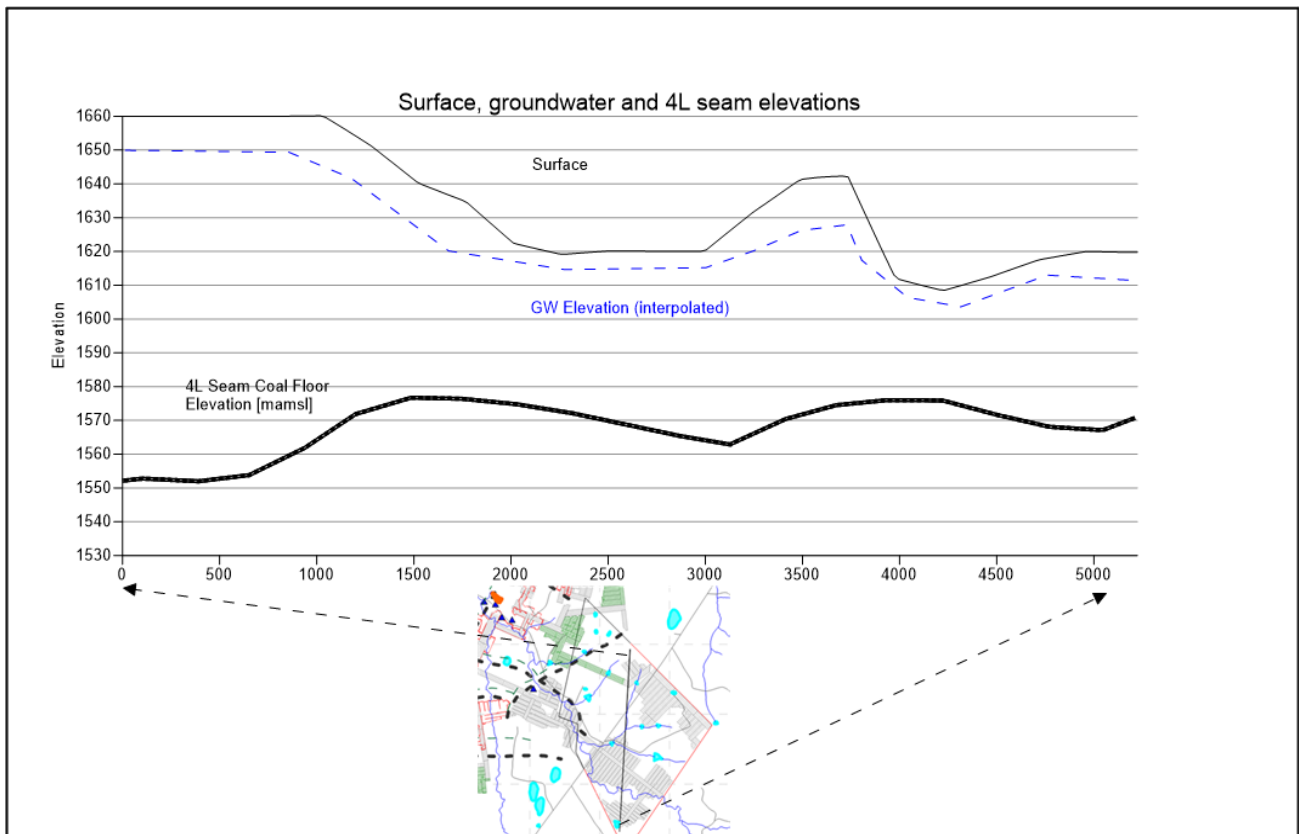 Surface, groundwater and 4L seam elevations
1660
1650
1640
1630
1620
1610
1600
1590
1580
1570
1560
1550
1540
1530
Elevation
Surface
GW Elevation (interpolated)
4L Seam Coal Floor
Elevation [mamsl]
0 500 1000 1500 2000 2500 3000 3500 4000 4500 5000